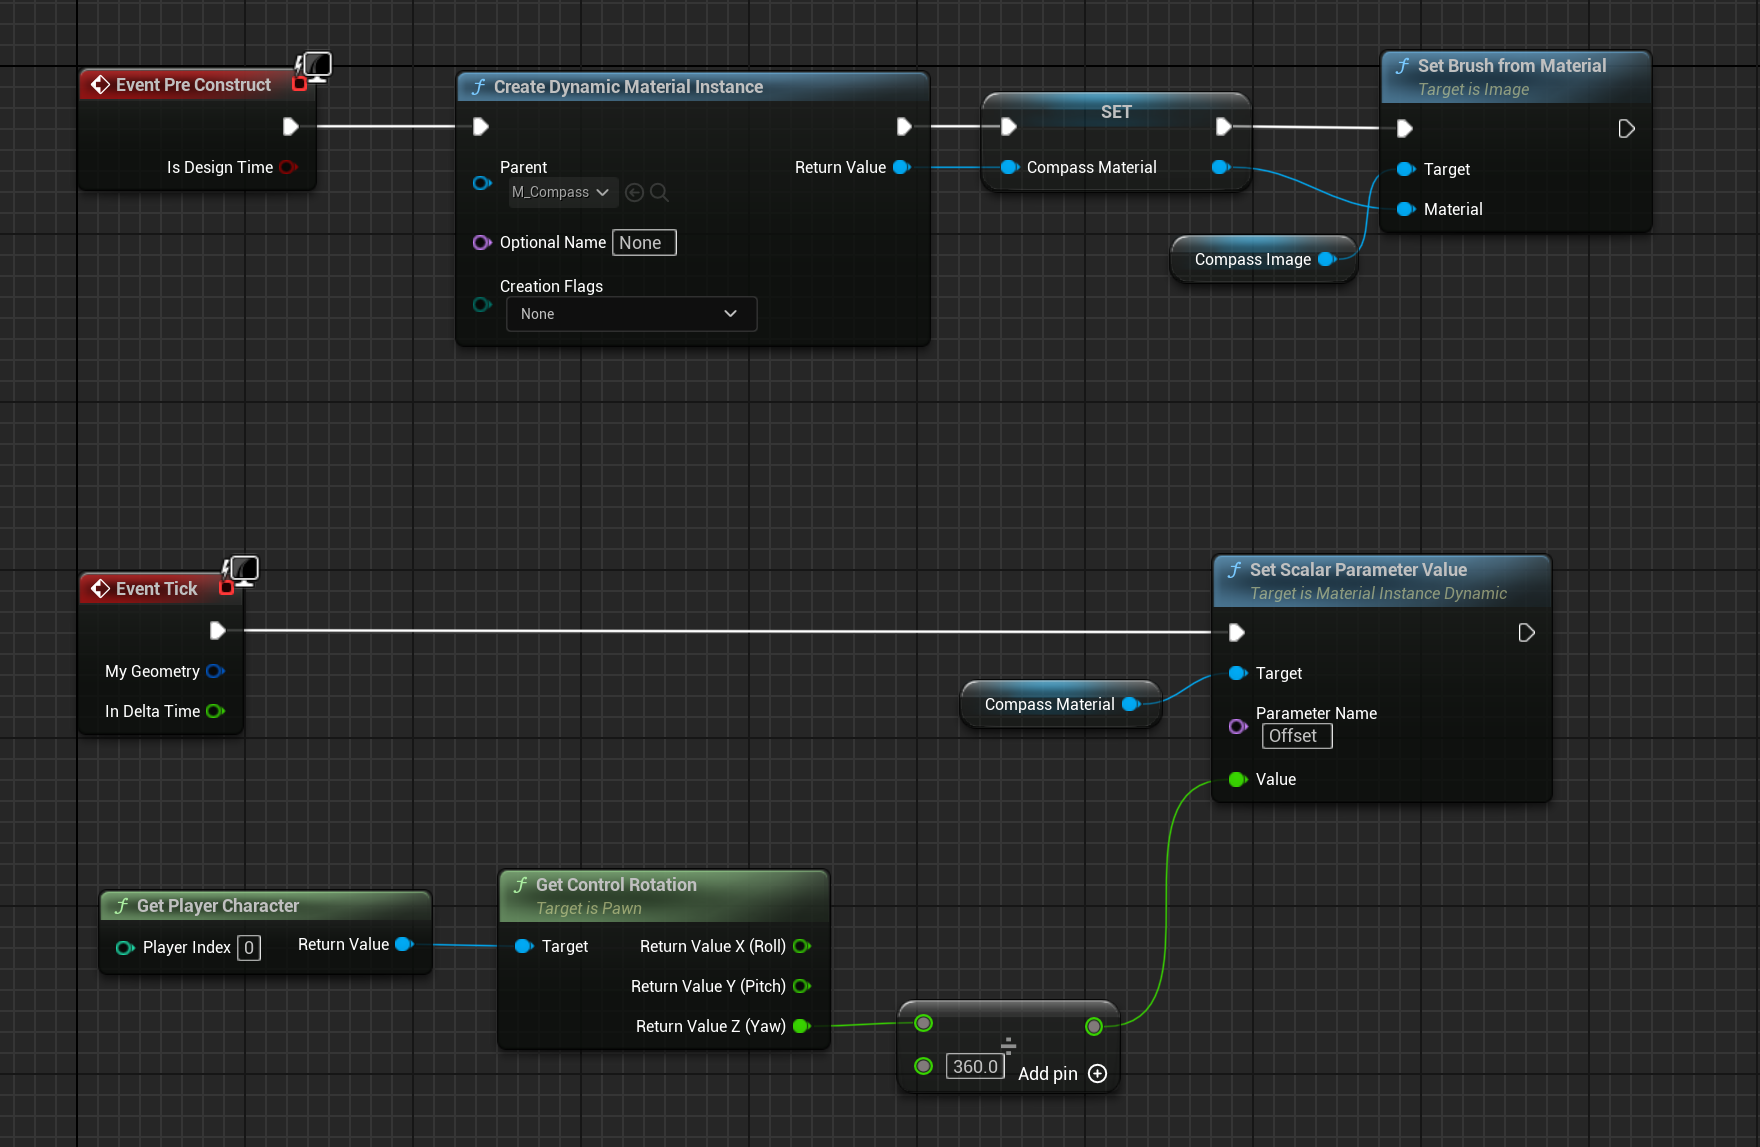 Event Pre Construct
Is Design Time
Create Dynamic Material Instance
Parent
M_Compass
Return Value
Optional Name None
Creation Flags
None
SET
Compass Material
Set Brush from Material
Target is Image
Target
Material
Compass Image
Event Tick
My Geometry
In Delta Time
Set Scalar Parameter Value
Target is Material Instance Dynamic
Target
Parameter Name
Offset
Value
Compass Material
Get Player Character
Player Index 0
Return Value
Get Control Rotation
Target is Pawn
Target
Return Value X (Roll)
Return Value Y (Pitch)
Return Value Z (Yaw)
÷
360.0
Add pin